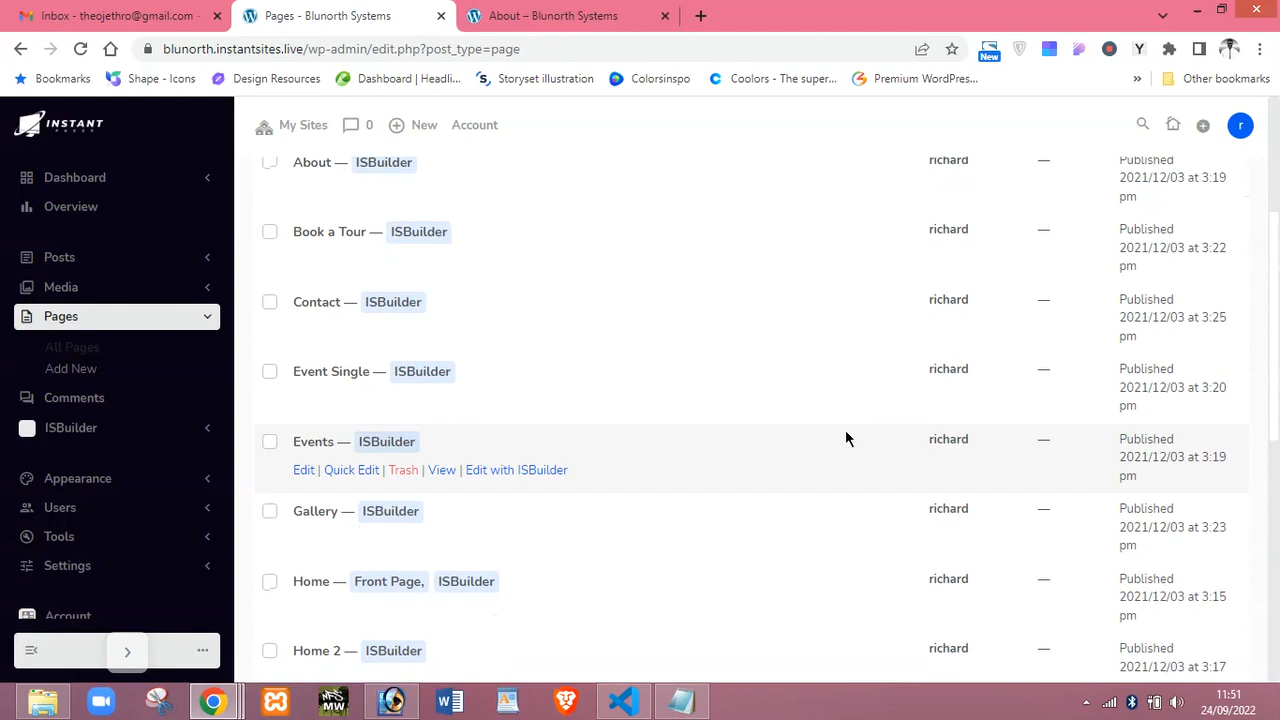 Inbox - theojethro@gmail.com - Pages - Blunorth Systems About – Blunorth Systems
blunorth.instantsites.live/wp-admin/edit.php?post_type=page
New
Bookmarks Shape - Icons Design Resources Dashboard | Headli... Storyset illustration Colorsinspo Coolors - The super... Premium WordPres... » Other bookmarks
INSTANT
My Sites 0 New Account r
Dashboard
Overview
Posts
Media
Pages
All Pages
Add New
Comments
ISBuilder
Appearance
Users
Tools
Settings
Account
About — ISBuilder richard — Published
2021/12/03 at 3:19
pm
Book a Tour — ISBuilder richard — Published
2021/12/03 at 3:22
pm
Contact — ISBuilder richard — Published
2021/12/03 at 3:25
pm
Event Single — ISBuilder richard — Published
2021/12/03 at 3:20
pm
Events — ISBuilder richard — Published
Edit | Quick Edit | Trash | View | Edit with ISBuilder 2021/12/03 at 3:19
pm
Gallery — ISBuilder richard — Published
2021/12/03 at 3:23
pm
Home — Front Page, ISBuilder richard — Published
2021/12/03 at 3:15
pm
Home 2 — ISBuilder richard — Published
2021/12/03 at 3:17
11:51
24/09/2022